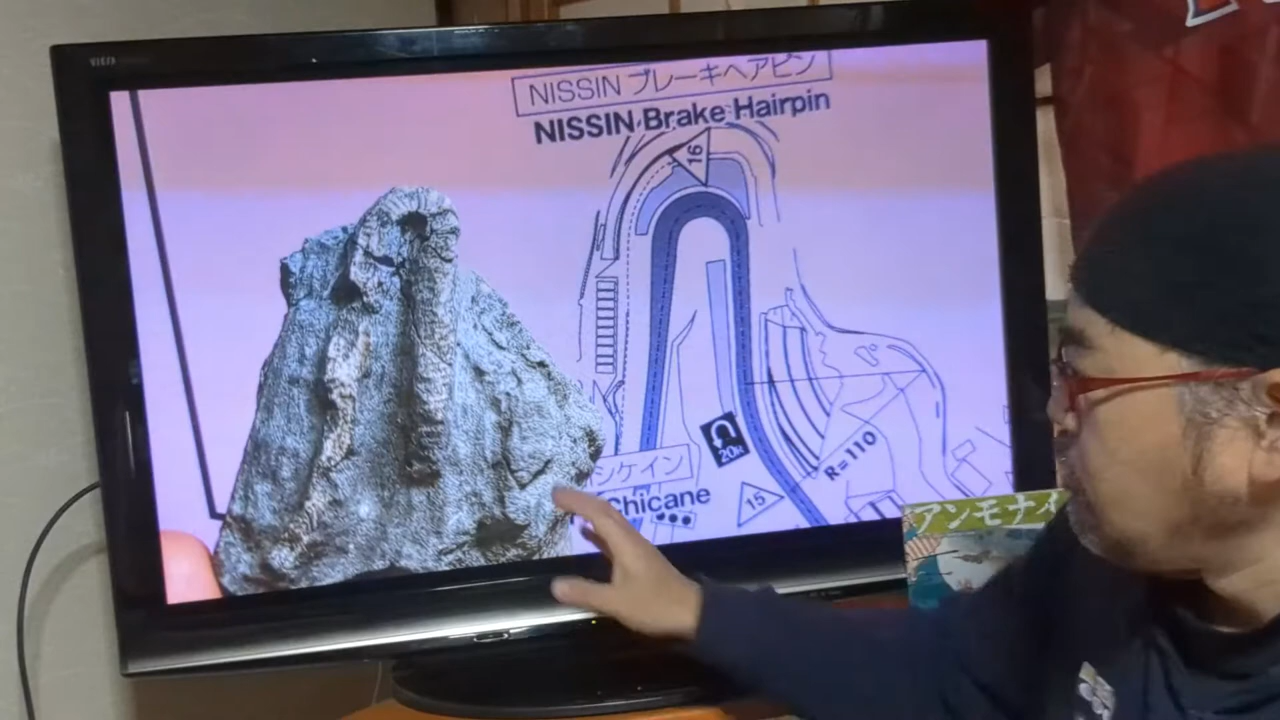 NISSIN ブレーキヘアピン
NISSIN Brake Hairpin
16
20R
R=110
シケイン
Chicane
15
アンモナイ